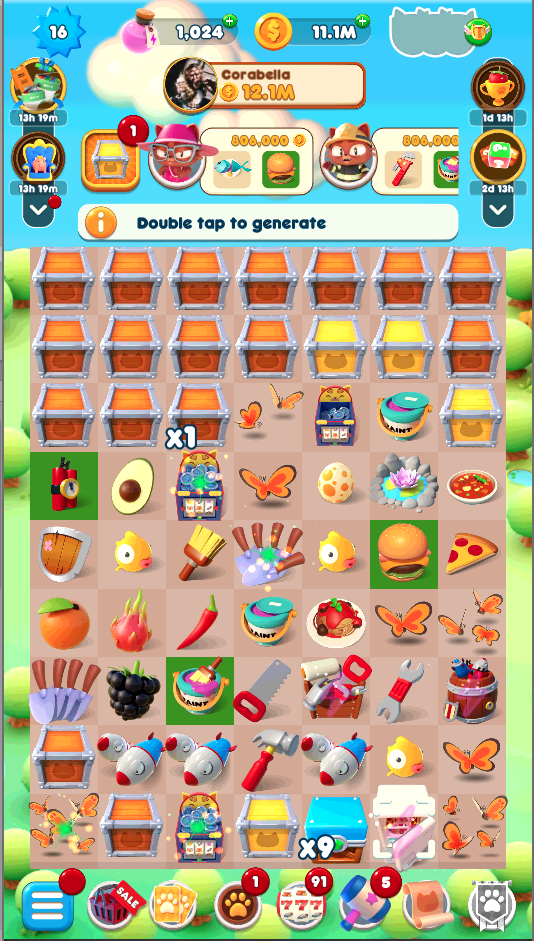 16
1,024
11.1M
Corabella
12.1M
13h 19m
1d 13h
1
806,000
806,000
13h 19m
2d 13h
Double tap to generate
PAINT
x1
PAINT
PAINT
x9
SALE
1
91
777
5